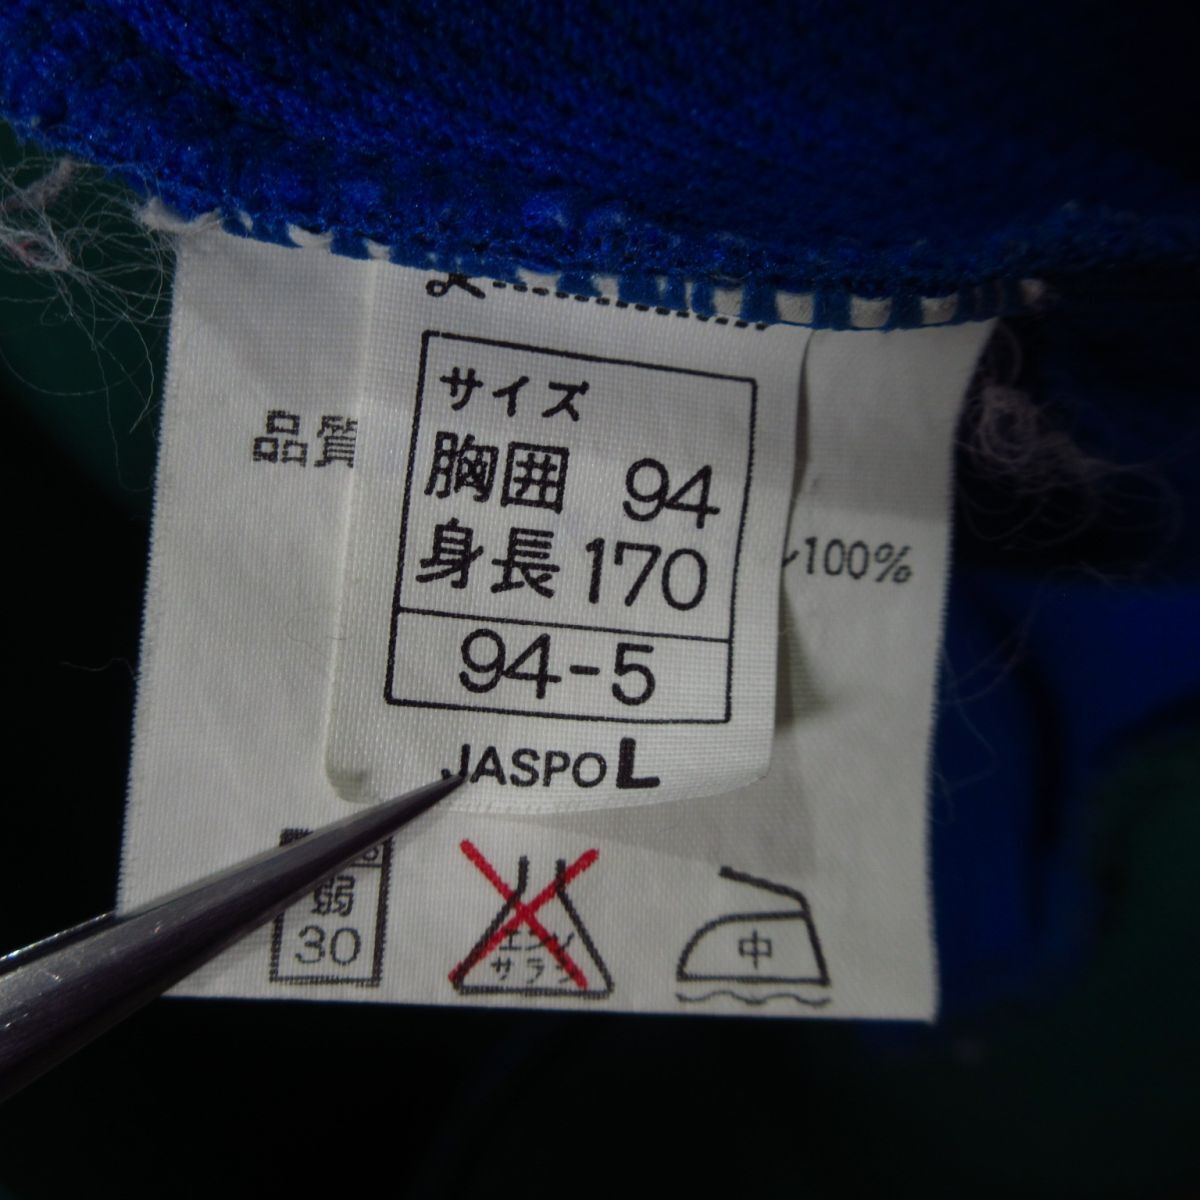 サイズ
胸囲 94
身長 170
94-5
JASPO L
品質
100%
弱
30
エンソ
サラシ
中